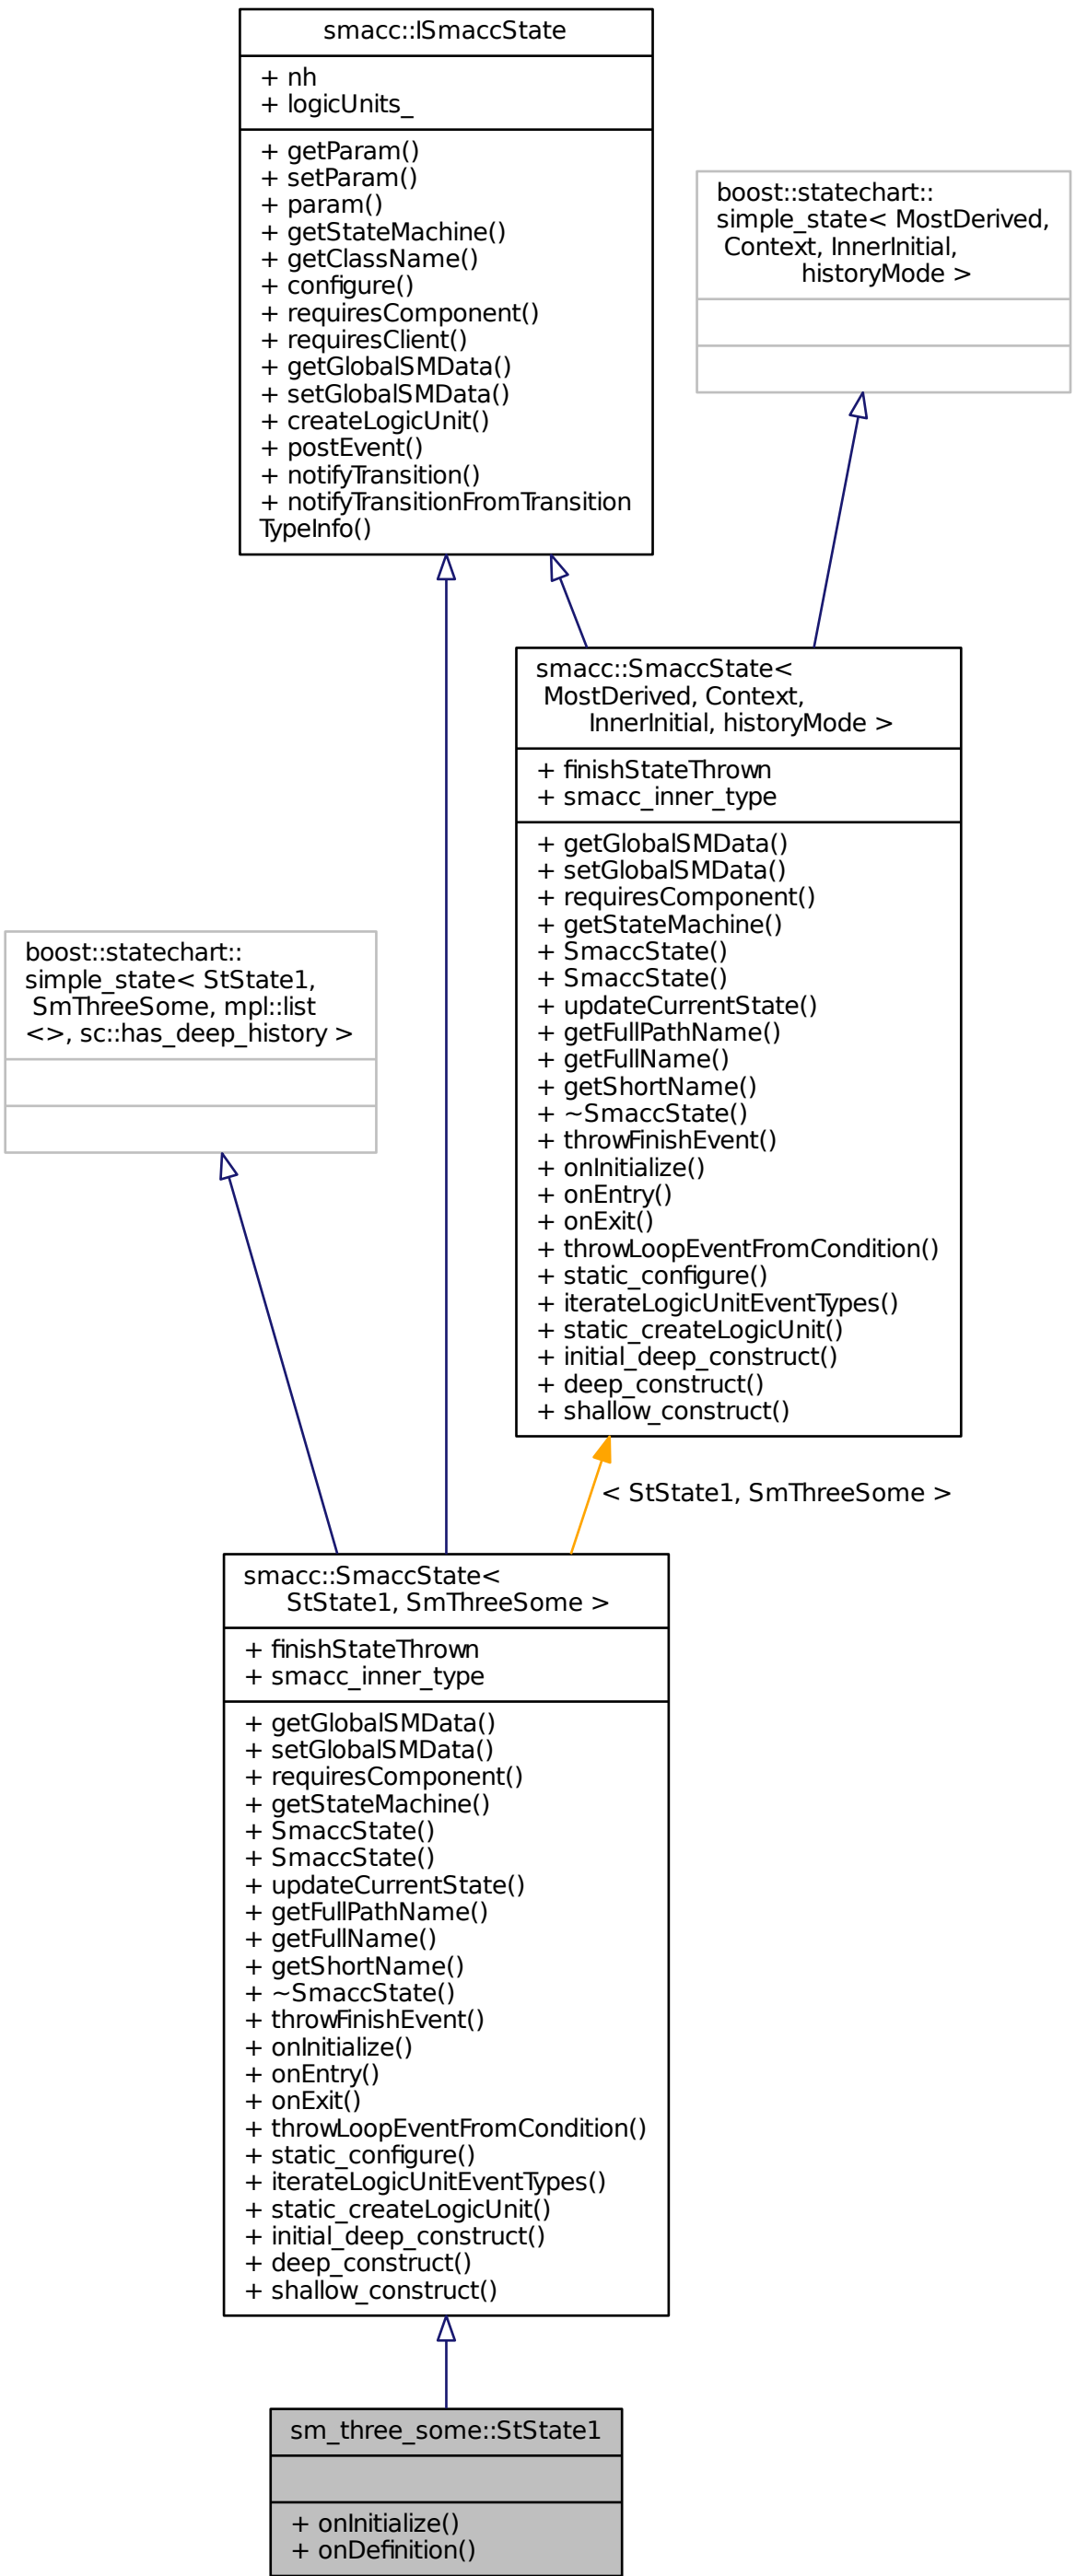 smacc::ISmaccState
+ nh
+ logicUnits_
+ getParam()
+ setParam()
+ param()
+ getStateMachine()
+ getClassName()
+ configure()
+ requiresComponent()
+ requiresClient()
+ getGlobalSMData()
+ setGlobalSMData()
+ createLogicUnit()
+ postEvent()
+ notifyTransition()
+ notifyTransitionFromTransition
TypeInfo()
boost::statechart::
simple_state< MostDerived,
Context, InnerInitial,
historyMode >
smacc::SmaccState<
MostDerived, Context,
InnerInitial, historyMode >
+ finishStateThrown
+ smacc_inner_type
+ getGlobalSMData()
+ setGlobalSMData()
+ requiresComponent()
+ getStateMachine()
+ SmaccState()
+ SmaccState()
+ updateCurrentState()
+ getFullPathName()
+ getFullName()
+ getShortName()
+ ~SmaccState()
+ throwFinishEvent()
+ onInitialize()
+ onEntry()
+ onExit()
+ throwLoopEventFromCondition()
+ static_configure()
+ iterateLogicUnitEventTypes()
+ static_createLogicUnit()
+ initial_deep_construct()
+ deep_construct()
+ shallow_construct()
boost::statechart::
simple_state< StState1,
SmThreeSome, mpl::list
<>, sc::has_deep_history >
< StState1, SmThreeSome >
smacc::SmaccState<
StState1, SmThreeSome >
+ finishStateThrown
+ smacc_inner_type
+ getGlobalSMData()
+ setGlobalSMData()
+ requiresComponent()
+ getStateMachine()
+ SmaccState()
+ SmaccState()
+ updateCurrentState()
+ getFullPathName()
+ getFullName()
+ getShortName()
+ ~SmaccState()
+ throwFinishEvent()
+ onInitialize()
+ onEntry()
+ onExit()
+ throwLoopEventFromCondition()
+ static_configure()
+ iterateLogicUnitEventTypes()
+ static_createLogicUnit()
+ initial_deep_construct()
+ deep_construct()
+ shallow_construct()
sm_three_some::StState1
+ onInitialize()
+ onDefinition()